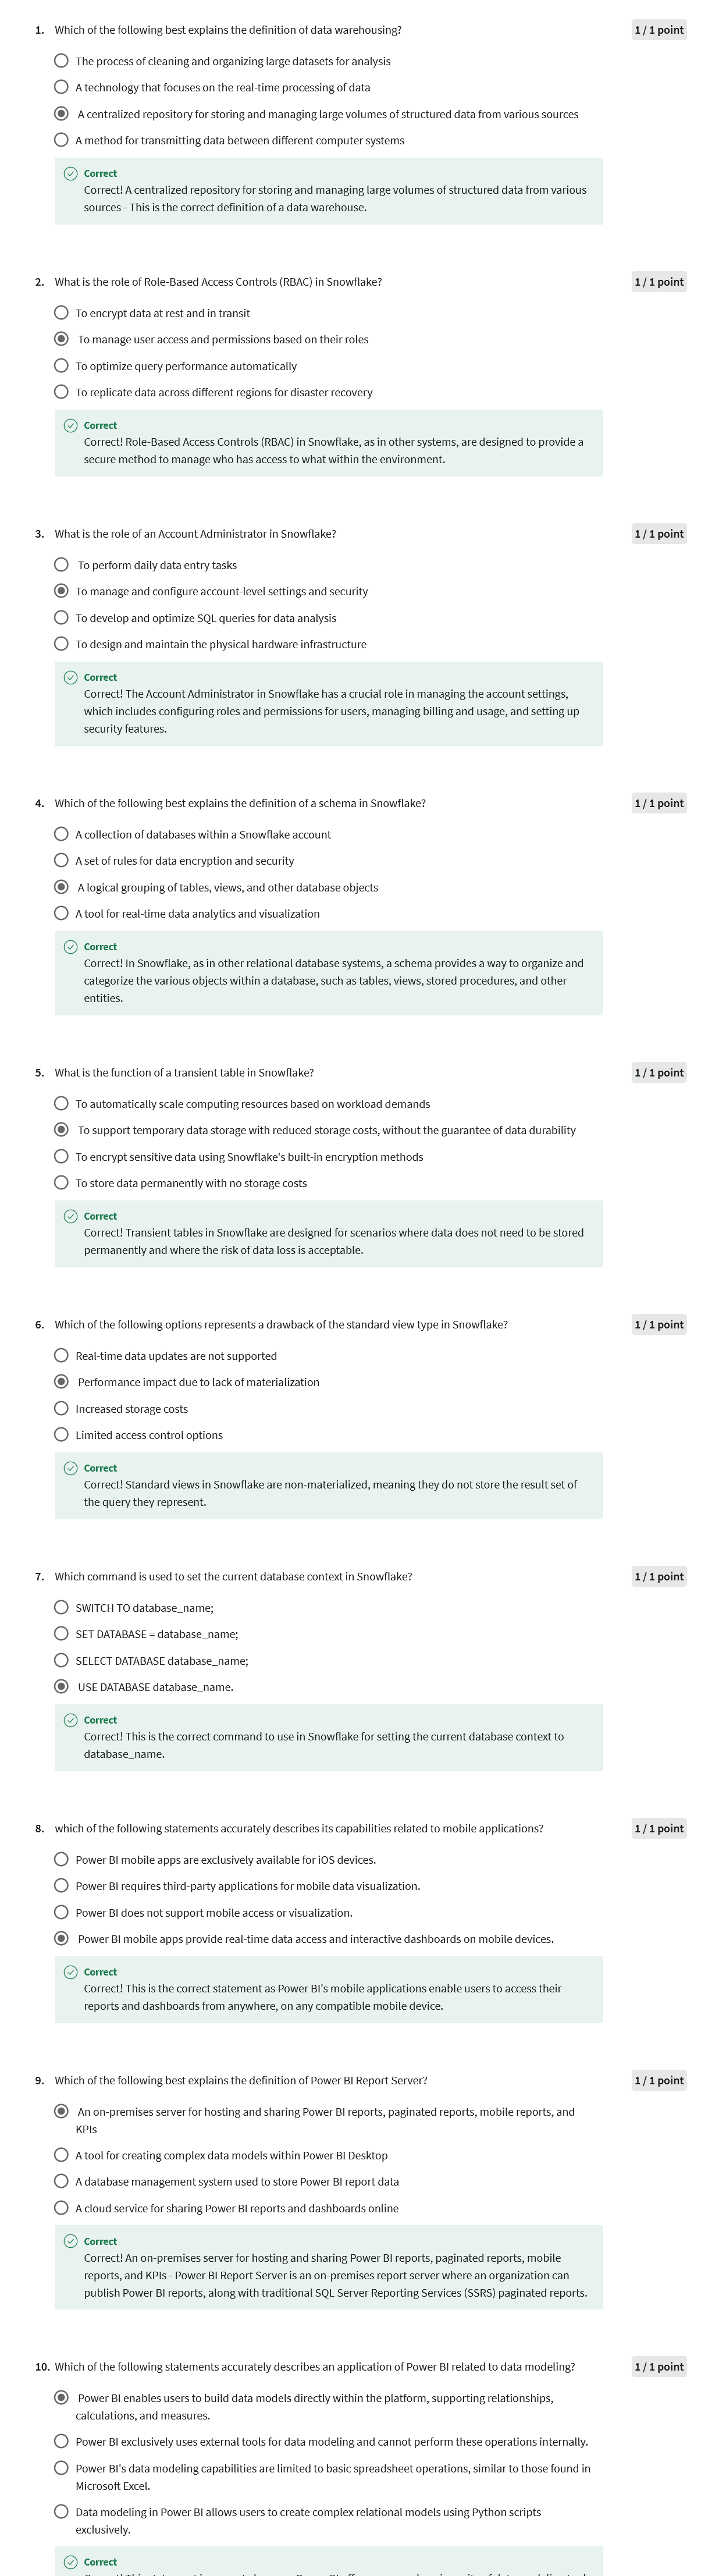 1. Which of the following best explains the definition of data warehousing?
1 / 1 point
The process of cleaning and organizing large datasets for analysis
A technology that focuses on the real-time processing of data
A centralized repository for storing and managing large volumes of structured data from various sources
A method for transmitting data between different computer systems
Correct
Correct! A centralized repository for storing and managing large volumes of structured data from various
sources - This is the correct definition of a data warehouse.
2. What is the role of Role-Based Access Controls (RBAC) in Snowflake?
1 / 1 point
To encrypt data at rest and in transit
To manage user access and permissions based on their roles
To optimize query performance automatically
To replicate data across different regions for disaster recovery
Correct
Correct! Role-Based Access Controls (RBAC) in Snowflake, as in other systems, are designed to provide a
secure method to manage who has access to what within the environment.
3. What is the role of an Account Administrator in Snowflake?
1 / 1 point
To perform daily data entry tasks
To manage and configure account-level settings and security
To develop and optimize SQL queries for data analysis
To design and maintain the physical hardware infrastructure
Correct
Correct! The Account Administrator in Snowflake has a crucial role in managing the account settings,
which includes configuring roles and permissions for users, managing billing and usage, and setting up
security features.
4. Which of the following best explains the definition of a schema in Snowflake?
1 / 1 point
A collection of databases within a Snowflake account
A set of rules for data encryption and security
A logical grouping of tables, views, and other database objects
A tool for real-time data analytics and visualization
Correct
Correct! In Snowflake, as in other relational database systems, a schema provides a way to organize and
categorize the various objects within a database, such as tables, views, stored procedures, and other
entities.
5. What is the function of a transient table in Snowflake?
1 / 1 point
To automatically scale computing resources based on workload demands
To support temporary data storage with reduced storage costs, without the guarantee of data durability
To encrypt sensitive data using Snowflake's built-in encryption methods
To store data permanently with no storage costs
Correct
Correct! Transient tables in Snowflake are designed for scenarios where data does not need to be stored
permanently and where the risk of data loss is acceptable.
6. Which of the following options represents a drawback of the standard view type in Snowflake?
1 / 1 point
Real-time data updates are not supported
Performance impact due to lack of materialization
Increased storage costs
Limited access control options
Correct
Correct! Standard views in Snowflake are non-materialized, meaning they do not store the result set of
the query they represent.
7. Which command is used to set the current database context in Snowflake?
1 / 1 point
SWITCH TO database_name;
SET DATABASE = database_name;
SELECT DATABASE database_name;
USE DATABASE database_name.
Correct
Correct! This is the correct command to use in Snowflake for setting the current database context to
database_name.
8. which of the following statements accurately describes its capabilities related to mobile applications?
1 / 1 point
Power BI mobile apps are exclusively available for iOS devices.
Power BI requires third-party applications for mobile data visualization.
Power BI does not support mobile access or visualization.
Power BI mobile apps provide real-time data access and interactive dashboards on mobile devices.
Correct
Correct! This is the correct statement as Power BI's mobile applications enable users to access their
reports and dashboards from anywhere, on any compatible mobile device.
9. Which of the following best explains the definition of Power BI Report Server?
1 / 1 point
An on-premises server for hosting and sharing Power BI reports, paginated reports, mobile reports, and
KPIs
A tool for creating complex data models within Power BI Desktop
A database management system used to store Power BI report data
A cloud service for sharing Power BI reports and dashboards online
Correct
Correct! An on-premises server for hosting and sharing Power BI reports, paginated reports, mobile
reports, and KPIs - Power BI Report Server is an on-premises report server where an organization can
publish Power BI reports, along with traditional SQL Server Reporting Services (SSRS) paginated reports.
10. Which of the following statements accurately describes an application of Power BI related to data modeling?
1 / 1 point
Power BI enables users to build data models directly within the platform, supporting relationships,
calculations, and measures.
Power BI exclusively uses external tools for data modeling and cannot perform these operations internally.
Power BI's data modeling capabilities are limited to basic spreadsheet operations, similar to those found in
Microsoft Excel.
Data modeling in Power BI allows users to create complex relational models using Python scripts
exclusively.
Correct